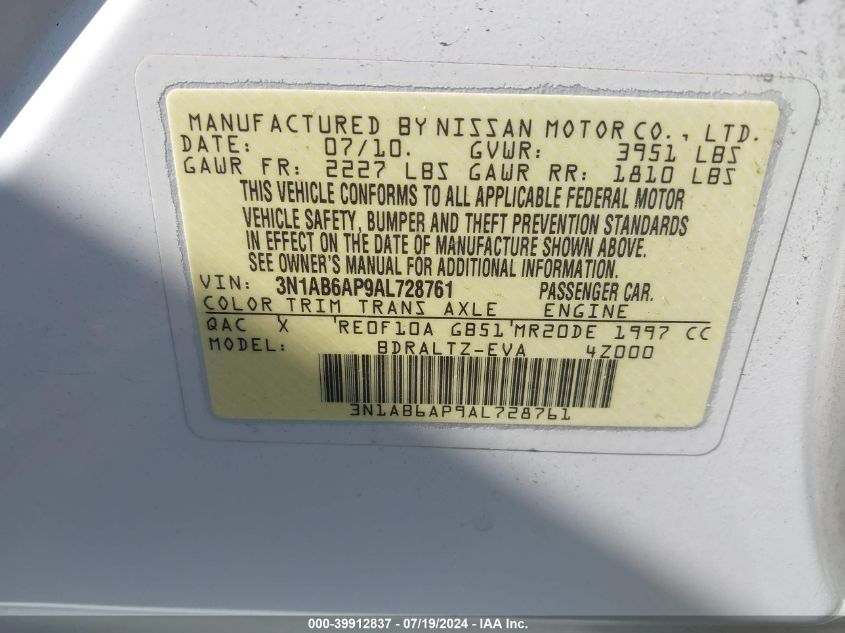 MANUFACTURED BY NISSAN MOTOR CO., LTD.
DATE: 07/10. GVWR: 3951 LBS
GAWR FR: 2227 LBS GAWR RR: 1810 LBS
THIS VEHICLE CONFORMS TO ALL APPLICABLE FEDERAL MOTOR
VEHICLE SAFETY, BUMPER AND THEFT PREVENTION STANDARDS
IN EFFECT ON THE DATE OF MANUFACTURE SHOWN ABOVE.
SEE OWNER'S MANUAL FOR ADDITIONAL INFORMATION.
VIN: 3N1AB6AP9AL728761 PASSENGER CAR.
COLOR TRIM TRANS AXLE ENGINE
QAC X RE0F10A GB51 MR20DE 1997 CC
MODEL: BDRALTZ-EVA 4Z000
3N1AB6AP9AL728761
000-39912837 - 07/19/2024 - IAA Inc.